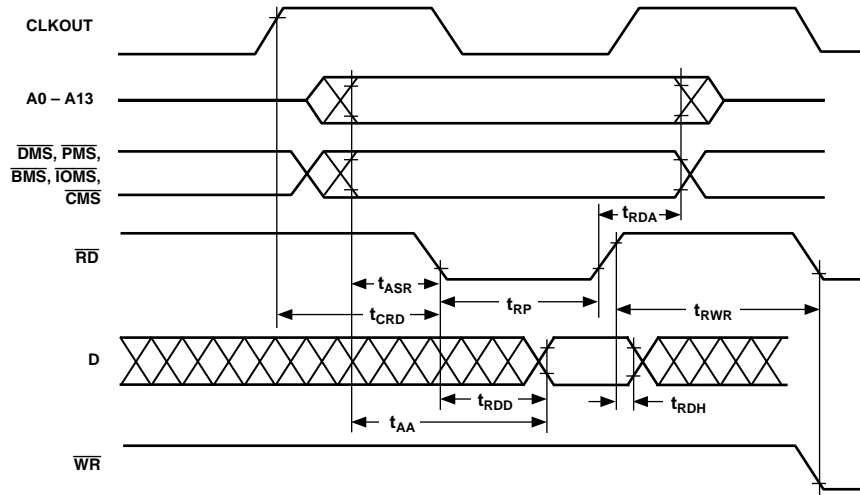 CLKOUT
A0 – A13
DMS, PMS,
BMS, IOMS,
CMS
tRDA
RD
tASR
tRP
tCRD
tRWR
D
tRDD
tRDH
tAA
WR